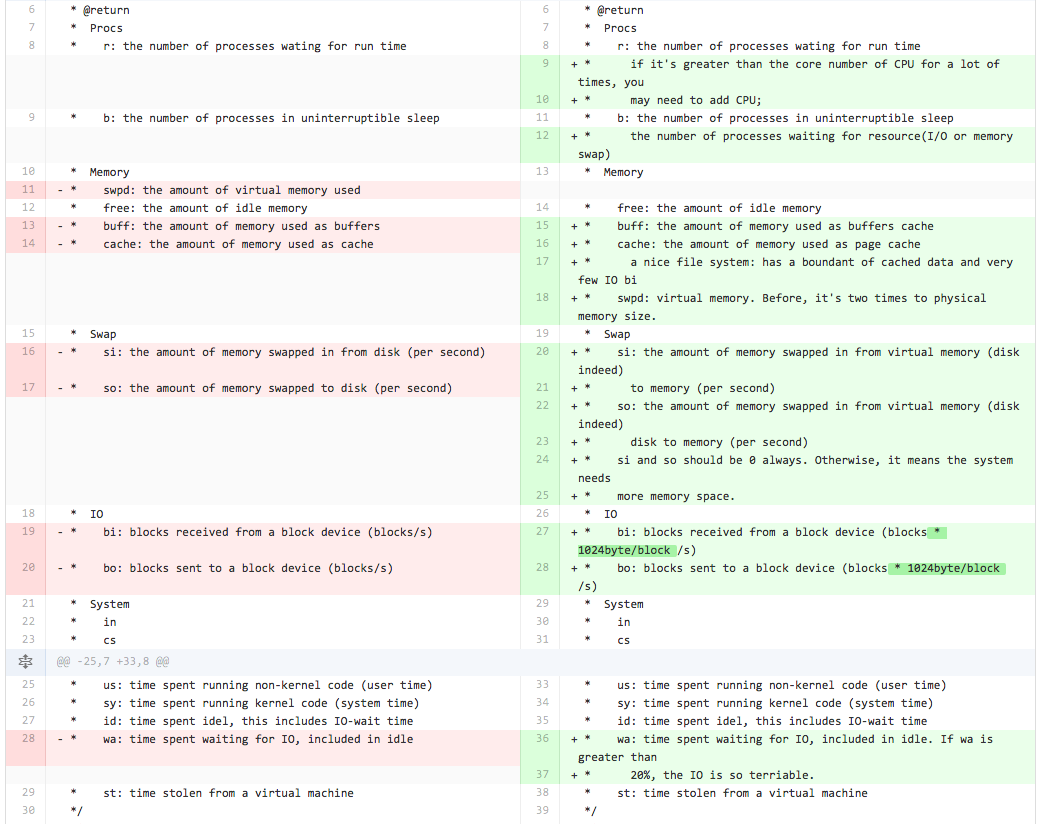 6 * @return
7 * Procs
8 * r: the number of processes wating for run time
9 * b: the number of processes in uninterruptible sleep
10 * Memory
11 - * swpd: the amount of virtual memory used
12 * free: the amount of idle memory
13 - * buff: the amount of memory used as buffers
14 - * cache: the amount of memory used as cache
15 * Swap
16 - * si: the amount of memory swapped in from disk (per second)
17 - * so: the amount of memory swapped to disk (per second)
18 * IO
19 - * bi: blocks received from a block device (blocks/s)
20 - * bo: blocks sent to a block device (blocks/s)
21 * System
22 * in
23 * cs
@@ -25,7 +33,8 @@
25 * us: time spent running non-kernel code (user time)
26 * sy: time spent running kernel code (system time)
27 * id: time spent idel, this includes IO-wait time
28 - * wa: time spent waiting for IO, included in idle
29 * st: time stolen from a virtual machine
30 */
6 * @return
7 * Procs
8 * r: the number of processes wating for run time
9 + * if it's greater than the core number of CPU for a lot of
times, you
10 + * may need to add CPU;
11 * b: the number of processes in uninterruptible sleep
12 + * the number of processes waiting for resource(I/O or memory
swap)
13 * Memory
14 * free: the amount of idle memory
15 + * buff: the amount of memory used as buffers cache
16 + * cache: the amount of memory used as page cache
17 + * a nice file system: has a boundant of cached data and very
few IO bi
18 + * swpd: virtual memory. Before, it's two times to physical
memory size.
19 * Swap
20 + * si: the amount of memory swapped in from virtual memory (disk
indeed)
21 + * to memory (per second)
22 + * so: the amount of memory swapped in from virtual memory (disk
indeed)
23 + * disk to memory (per second)
24 + * si and so should be 0 always. Otherwise, it means the system
needs
25 + * more memory space.
26 * IO
27 + * bi: blocks received from a block device (blocks *
1024byte/block /s)
28 + * bo: blocks sent to a block device (blocks * 1024byte/block
/s)
29 * System
30 * in
31 * cs
33 * us: time spent running non-kernel code (user time)
34 * sy: time spent running kernel code (system time)
35 * id: time spent idel, this includes IO-wait time
36 + * wa: time spent waiting for IO, included in idle. If wa is
greater than
37 + * 20%, the IO is so terriable.
38 * st: time stolen from a virtual machine
39 */